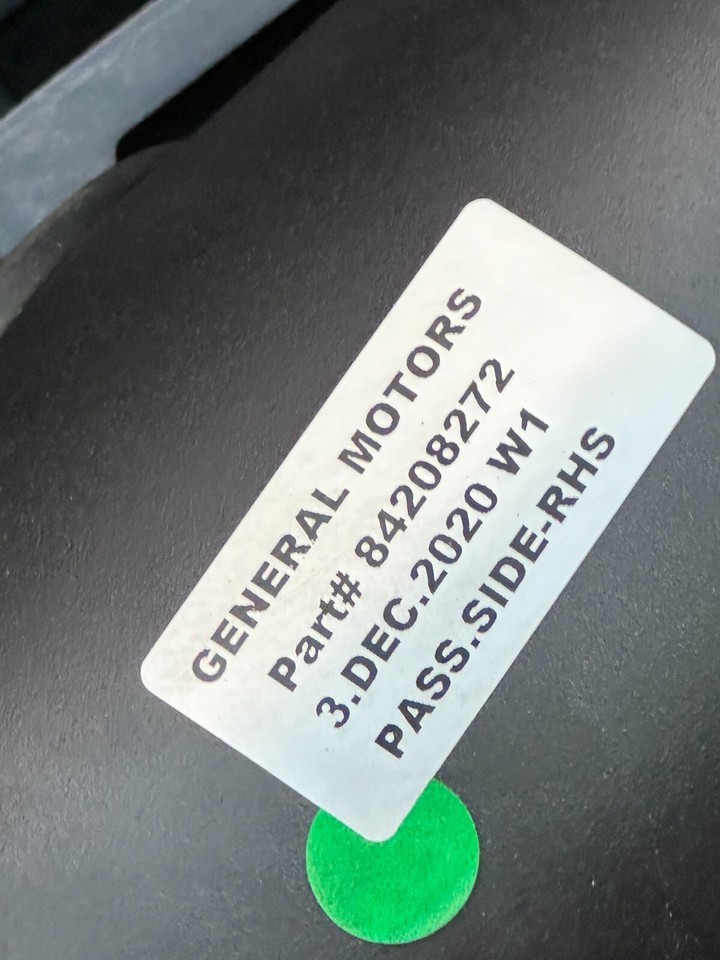 GENERAL MOTORS
Part# 84208272
3.DEC.2020 W1
PASS.SIDE-RHS